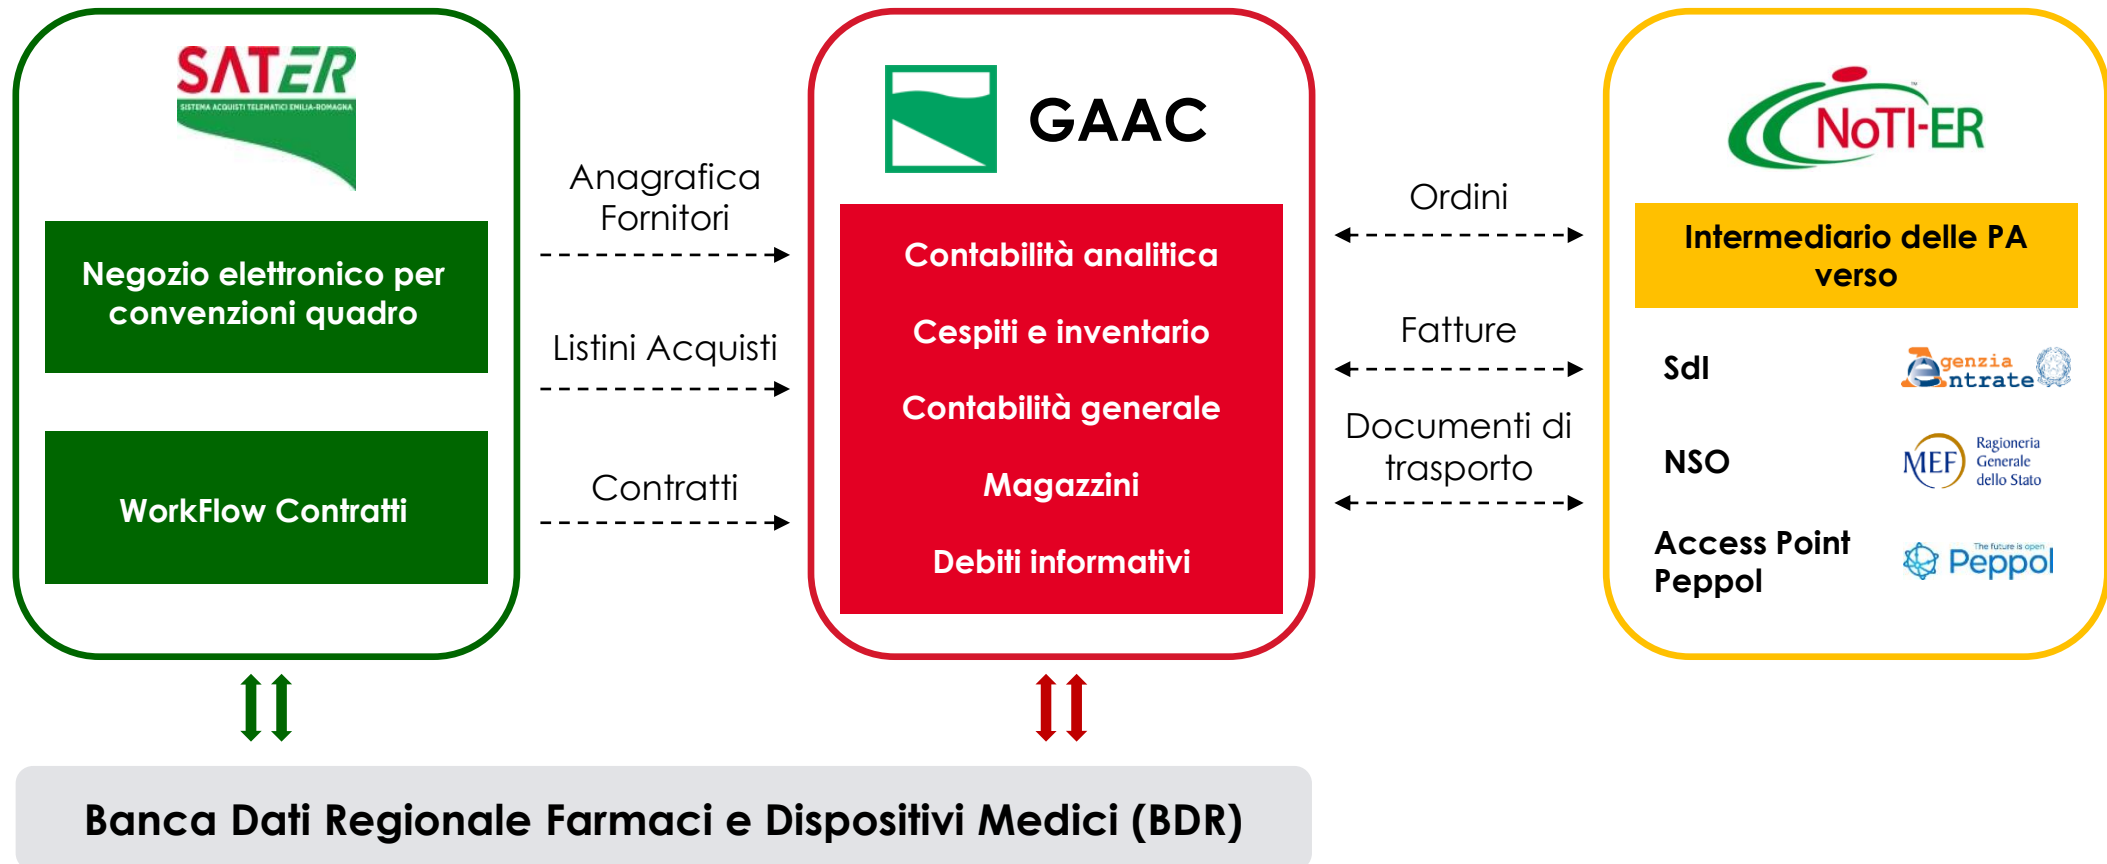 SATER
SISTEMA ACQUISTI TELEMATICI EMILIA-ROMAGNA
Negozio elettronico per
convenzioni quadro
WorkFlow Contratti
Anagrafica
Fornitori
Listini Acquisti
Contratti
GAAC
Contabilità analitica
Cespiti e inventario
Contabilità generale
Magazzini
Debiti informativi
Ordini
Fatture
Documenti di
trasporto
NoTI-ER
Intermediario delle PA
verso
SdI
Agenzia
Entrate
NSO
MEF
Ragioneria
Generale
dello Stato
Access Point
Peppol
The future is open
Peppol
Banca Dati Regionale Farmaci e Dispositivi Medici (BDR)